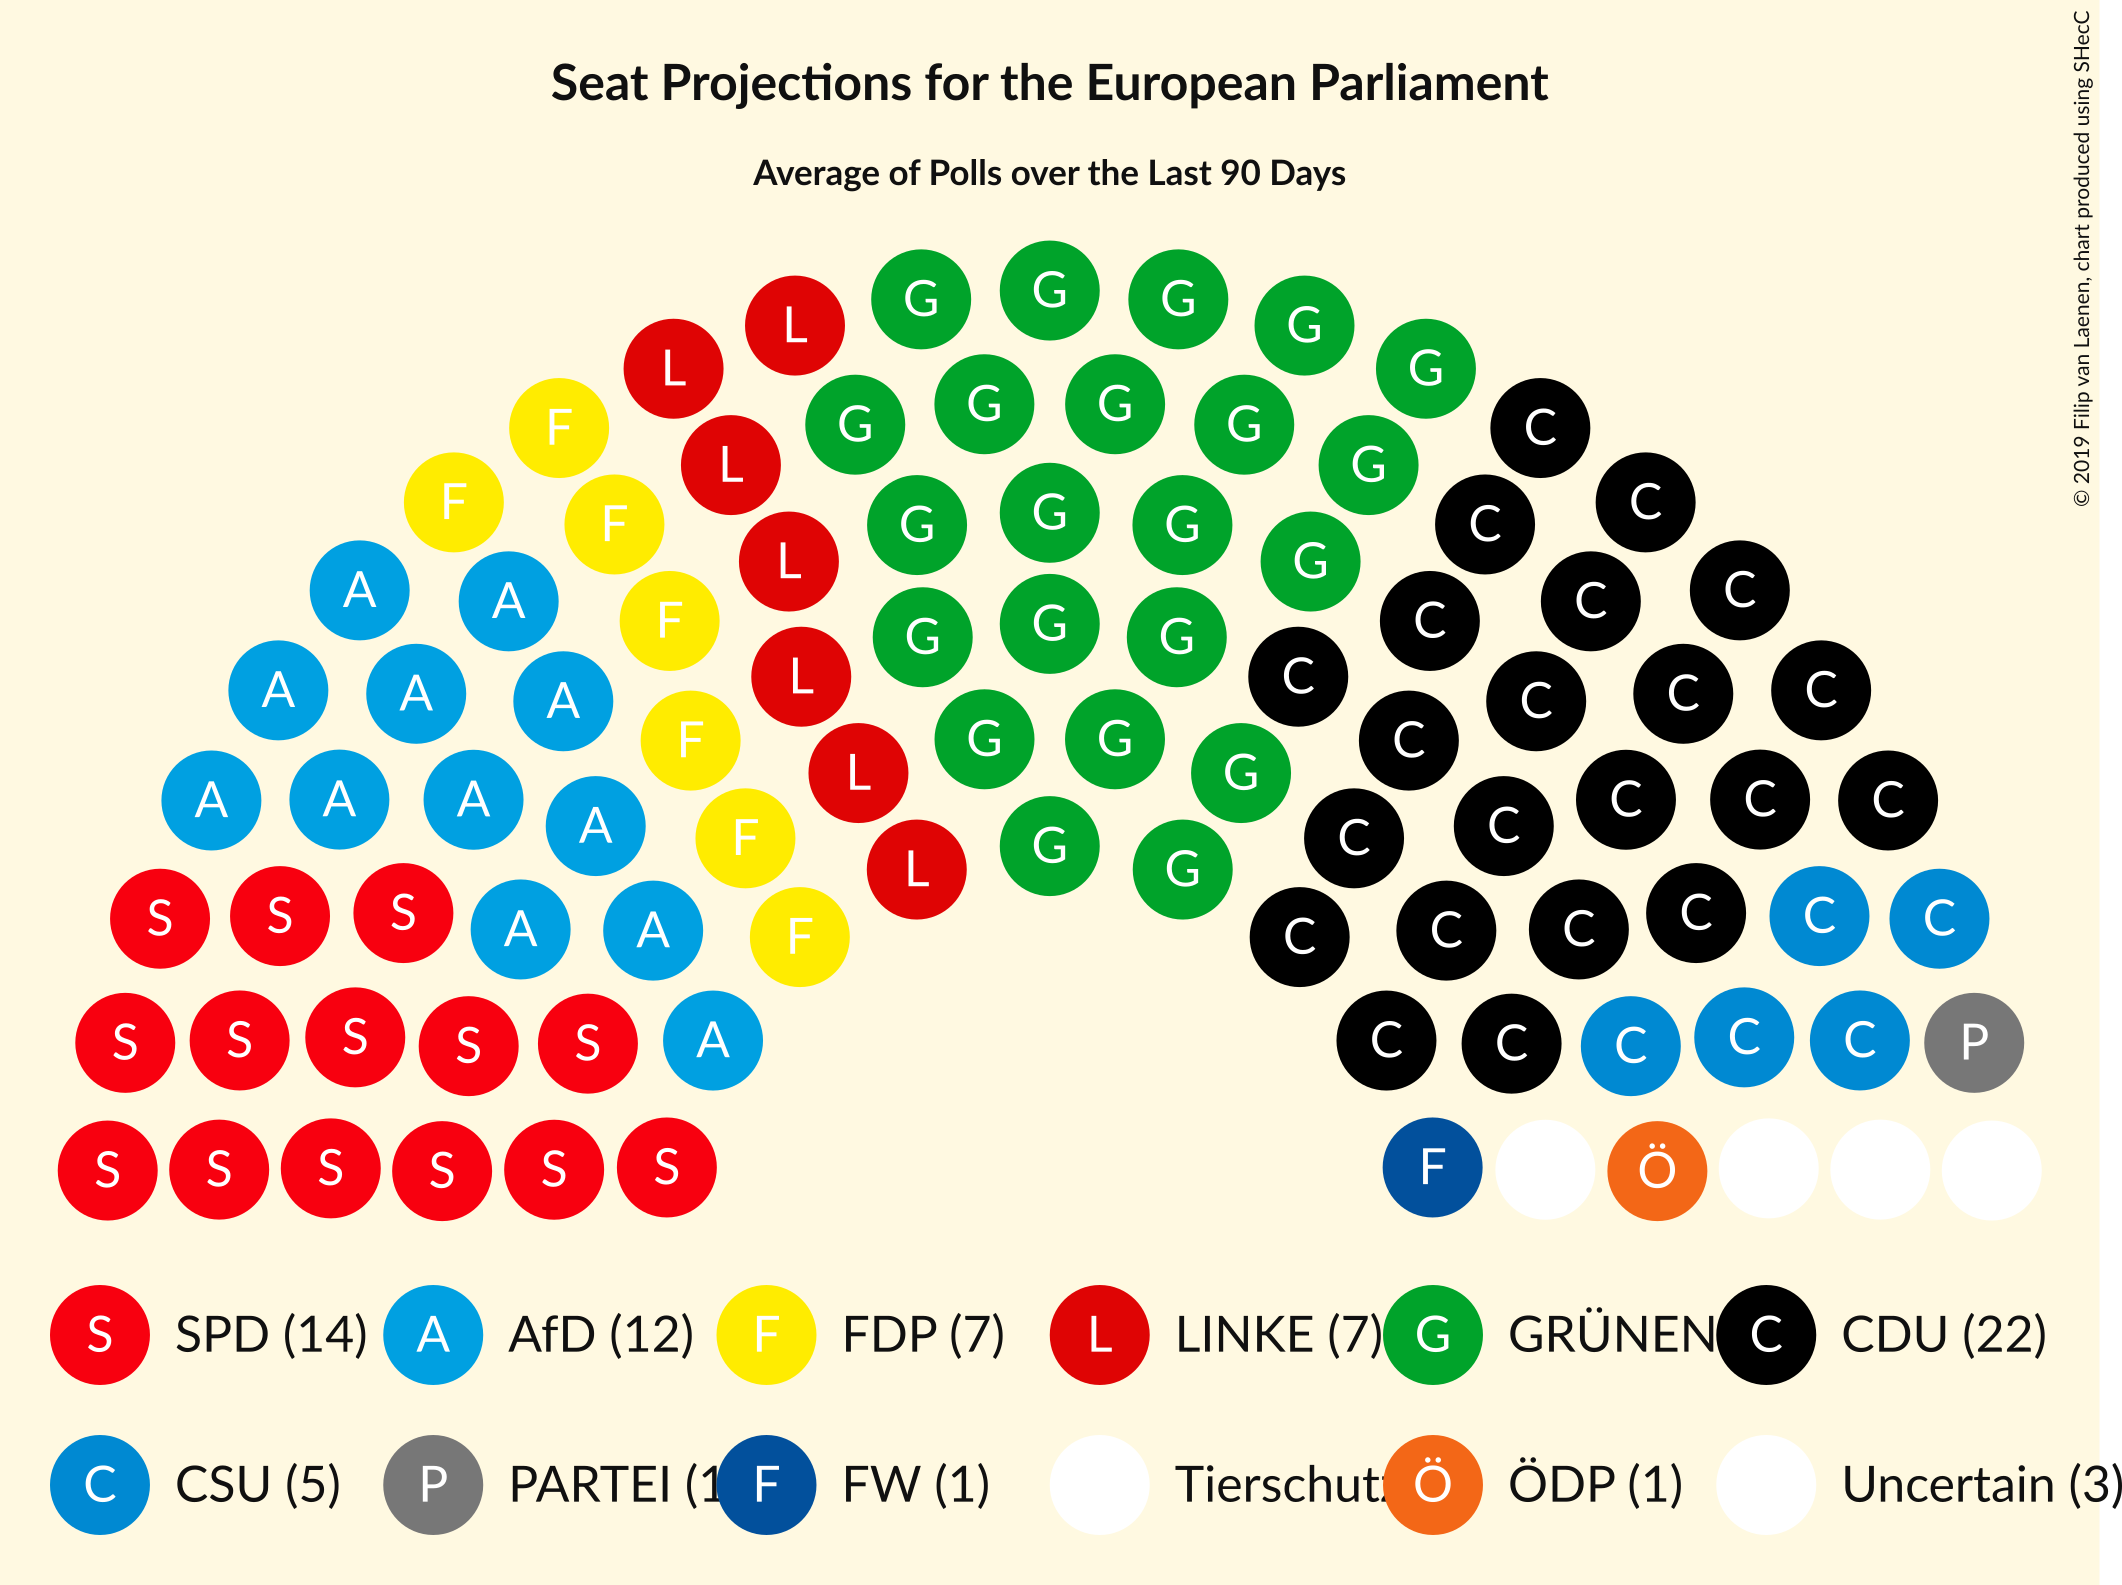 Seat Projections for the European Parliament
Average of Polls over the Last 90 Days
© 2019 Filip van Laenen, chart produced using SHecC
G G G G G
L L
L G G G G G
F F C C
F L G G G G C
A A F C C C
A A A F L G G G C C C C C
A A A A F L G G G C C C C C
S S S A A F L G G C C C C C C
S S S S S A C C C C C P
S S S S S S F Ö
S SPD (14) A AfD (12) F FDP (7) L LINKE (7) G GRÜNEN C CDU (22)
C CSU (5) P PARTEI (1 F FW (1) Tierschutz Ö ÖDP (1) Uncertain (3)